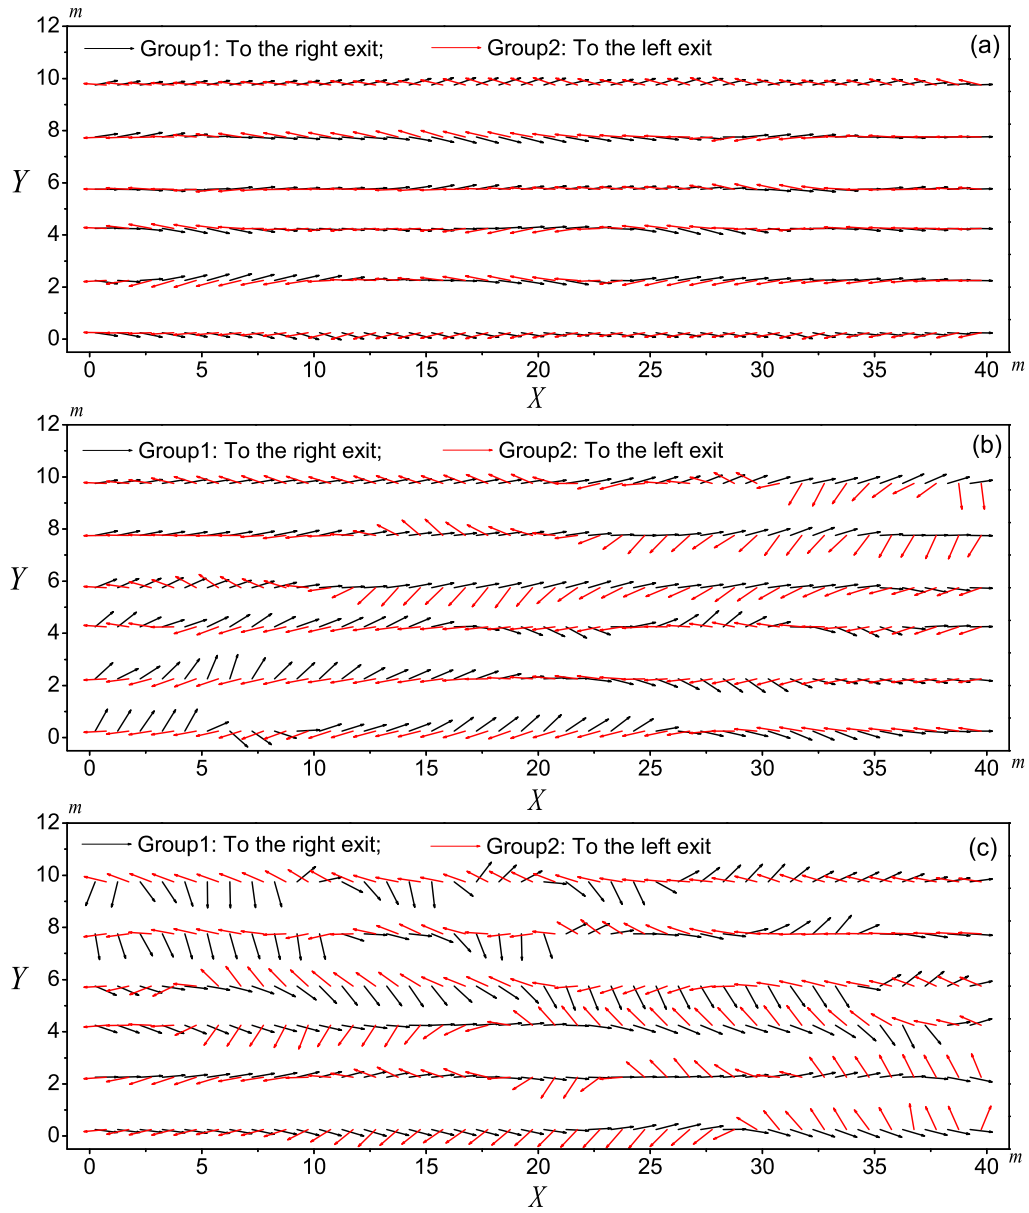 m
12
Group1: To the right exit; Group2: To the left exit (a)
10
8
Y 6
4
2
0
0 5 10 15 20 25 30 35 40 m
X
m
12
Group1: To the right exit; Group2: To the left exit (b)
10
8
Y 6
4
2
0
0 5 10 15 20 25 30 35 40 m
X
m
12
Group1: To the right exit; Group2: To the left exit (c)
10
8
Y 6
4
2
0
0 5 10 15 20 25 30 35 40 m
X